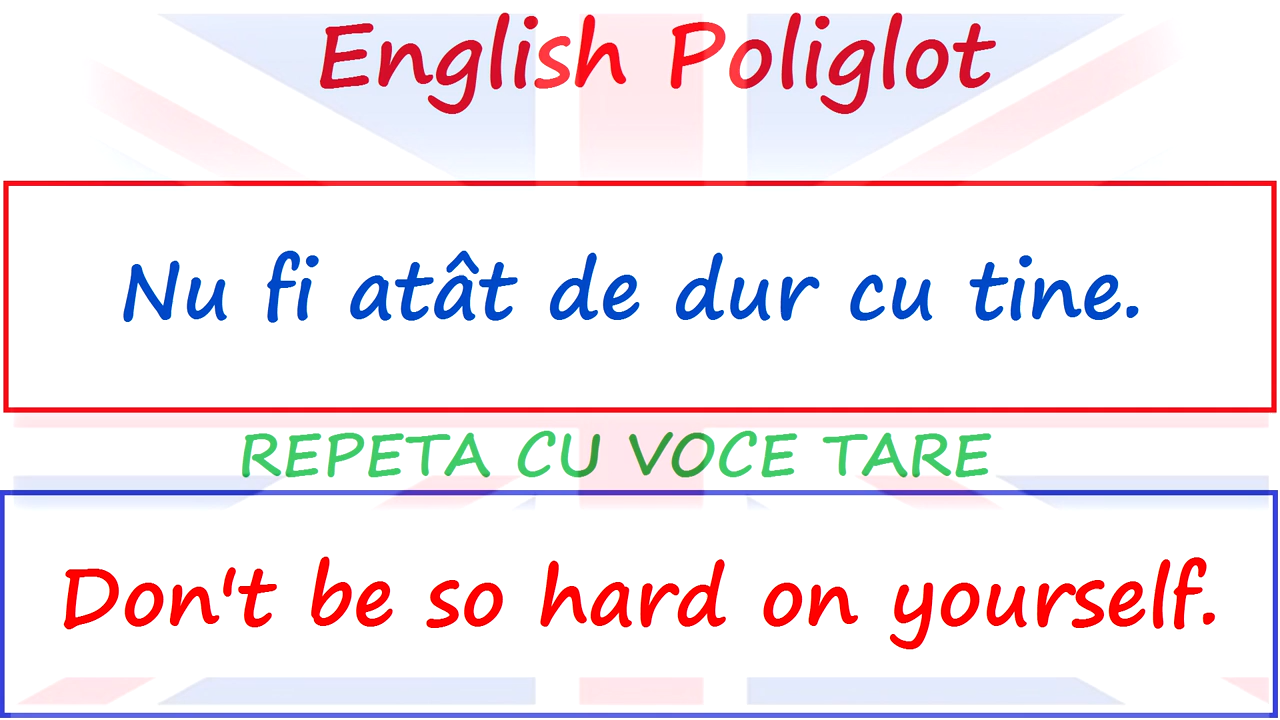 English Poliglot
Nu fi atât de dur cu tine.
REPETA CU VOCE TARE
Don't be so hard on yourself.